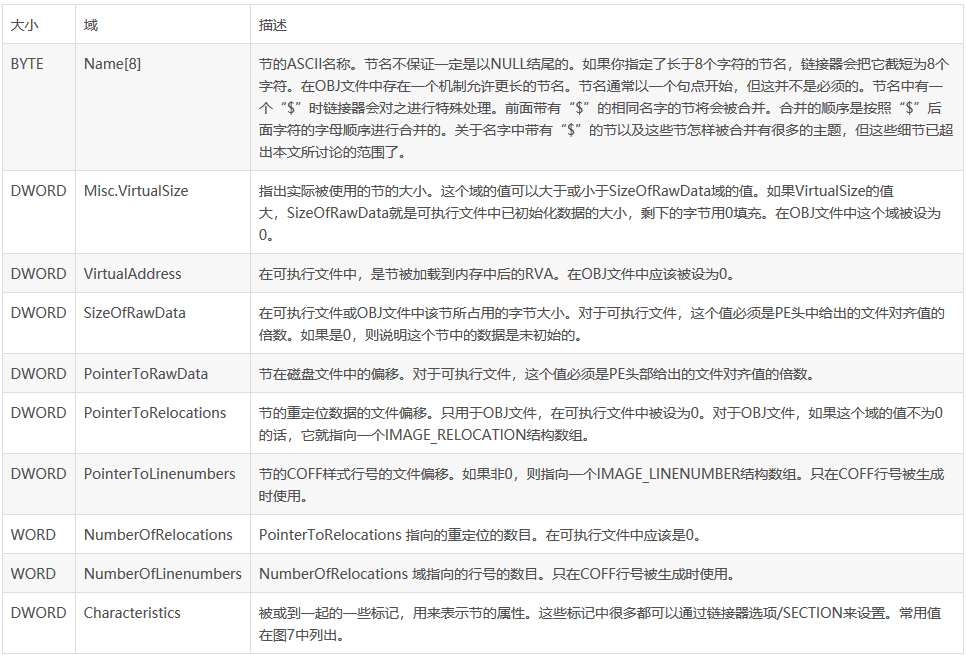 大小 域 描述
BYTE Name[8] 节的ASCII名称。节名不保证一定是以NULL结尾的。如果你指定了长于8个字符的节名，链接器会把它截短为8个
字符。在OBJ文件中存在一个机制允许更长的节名。节名通常以一个句点开始，但这并不是必须的。节名中有一
个“$”时链接器会对之进行特殊处理。前面带有“$”的相同名字的节将会被合并。合并的顺序是按照“$”后
面字符的字母顺序进行合并的。关于名字中带有“$”的节以及这些节怎样被合并有很多的主题，但这些细节已超
出本文所讨论的范围了。
DWORD Misc.VirtualSize 指出实际被使用的节的大小。这个域的值可以大于或小于SizeOfRawData域的值。如果VirtualSize的值
大，SizeOfRawData就是可执行文件中已初始化数据的大小，剩下的字节用0填充。在OBJ文件中这个域被设为
0。
DWORD VirtualAddress 在可执行文件中，是节被加载到内存中后的RVA。在OBJ文件中应该被设为0。
DWORD SizeOfRawData 在可执行文件或OBJ文件中该节所占用的字节大小。对于可执行文件，这个值必须是PE头中给出的文件对齐值的
倍数。如果是0，则说明这个节中的数据是未初始的。
DWORD PointerToRawData 节在磁盘文件中的偏移。对于可执行文件，这个值必须是PE头部给出的文件对齐值的倍数。
DWORD PointerToRelocations 节的重定位数据的文件偏移。只用于OBJ文件，在可执行文件中被设为0。对于OBJ文件，如果这个域的值不为0
的话，它就指向一个IMAGE_RELOCATION结构数组。
DWORD PointerToLinenumbers 节的COFF样式行号的文件偏移。如果非0，则指向一个IMAGE_LINENUMBER结构数组。只在COFF行号被生成
时使用。
WORD NumberOfRelocations PointerToRelocations 指向的重定位的数目。在可执行文件中应该是0。
WORD NumberOfLinenumbers NumberOfRelocations 域指向的行号的数目。只在COFF行号被生成时使用。
DWORD Characteristics 被或到一起的一些标记，用来表示节的属性。这些标记中很多都可以通过链接器选项/SECTION来设置。常用值
在图7中列出。